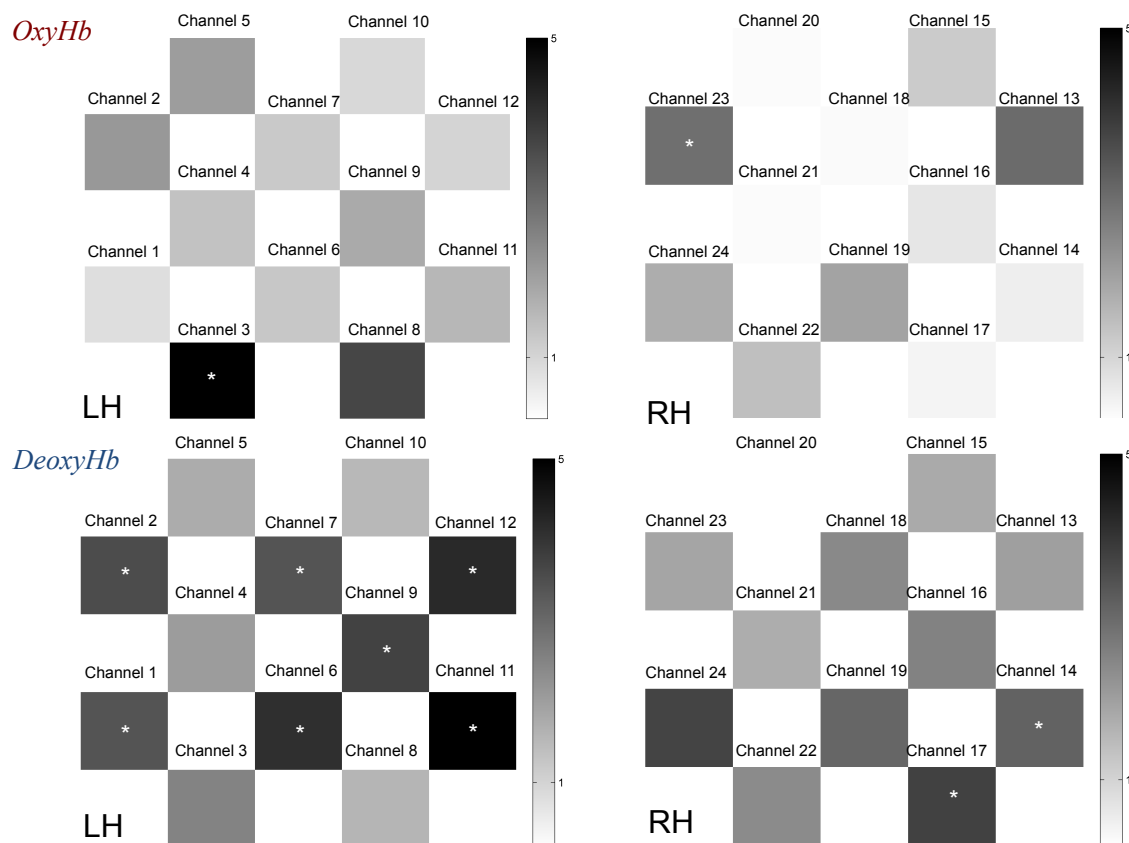 OxyHb
Channel 5
Channel 10
5
Channel 2
Channel 7
Channel 12
Channel 4
Channel 9
Channel 1
Channel 6
Channel 11
Channel 3
Channel 8
1
*
LH
Channel 20
Channel 15
5
Channel 23
Channel 18
Channel 13
*
Channel 21
Channel 16
Channel 24
Channel 19
Channel 14
Channel 22
Channel 17
1
RH
DeoxyHb
Channel 5
Channel 10
5
Channel 2
Channel 7
Channel 12
* * *
Channel 4
Channel 9
*
Channel 1
Channel 6
Channel 11
* * *
Channel 3
Channel 8
1
LH
Channel 20
Channel 15
5
Channel 23
Channel 18
Channel 13
Channel 21
Channel 16
Channel 24
Channel 19
Channel 14
*
Channel 22
Channel 17
1
*
RH